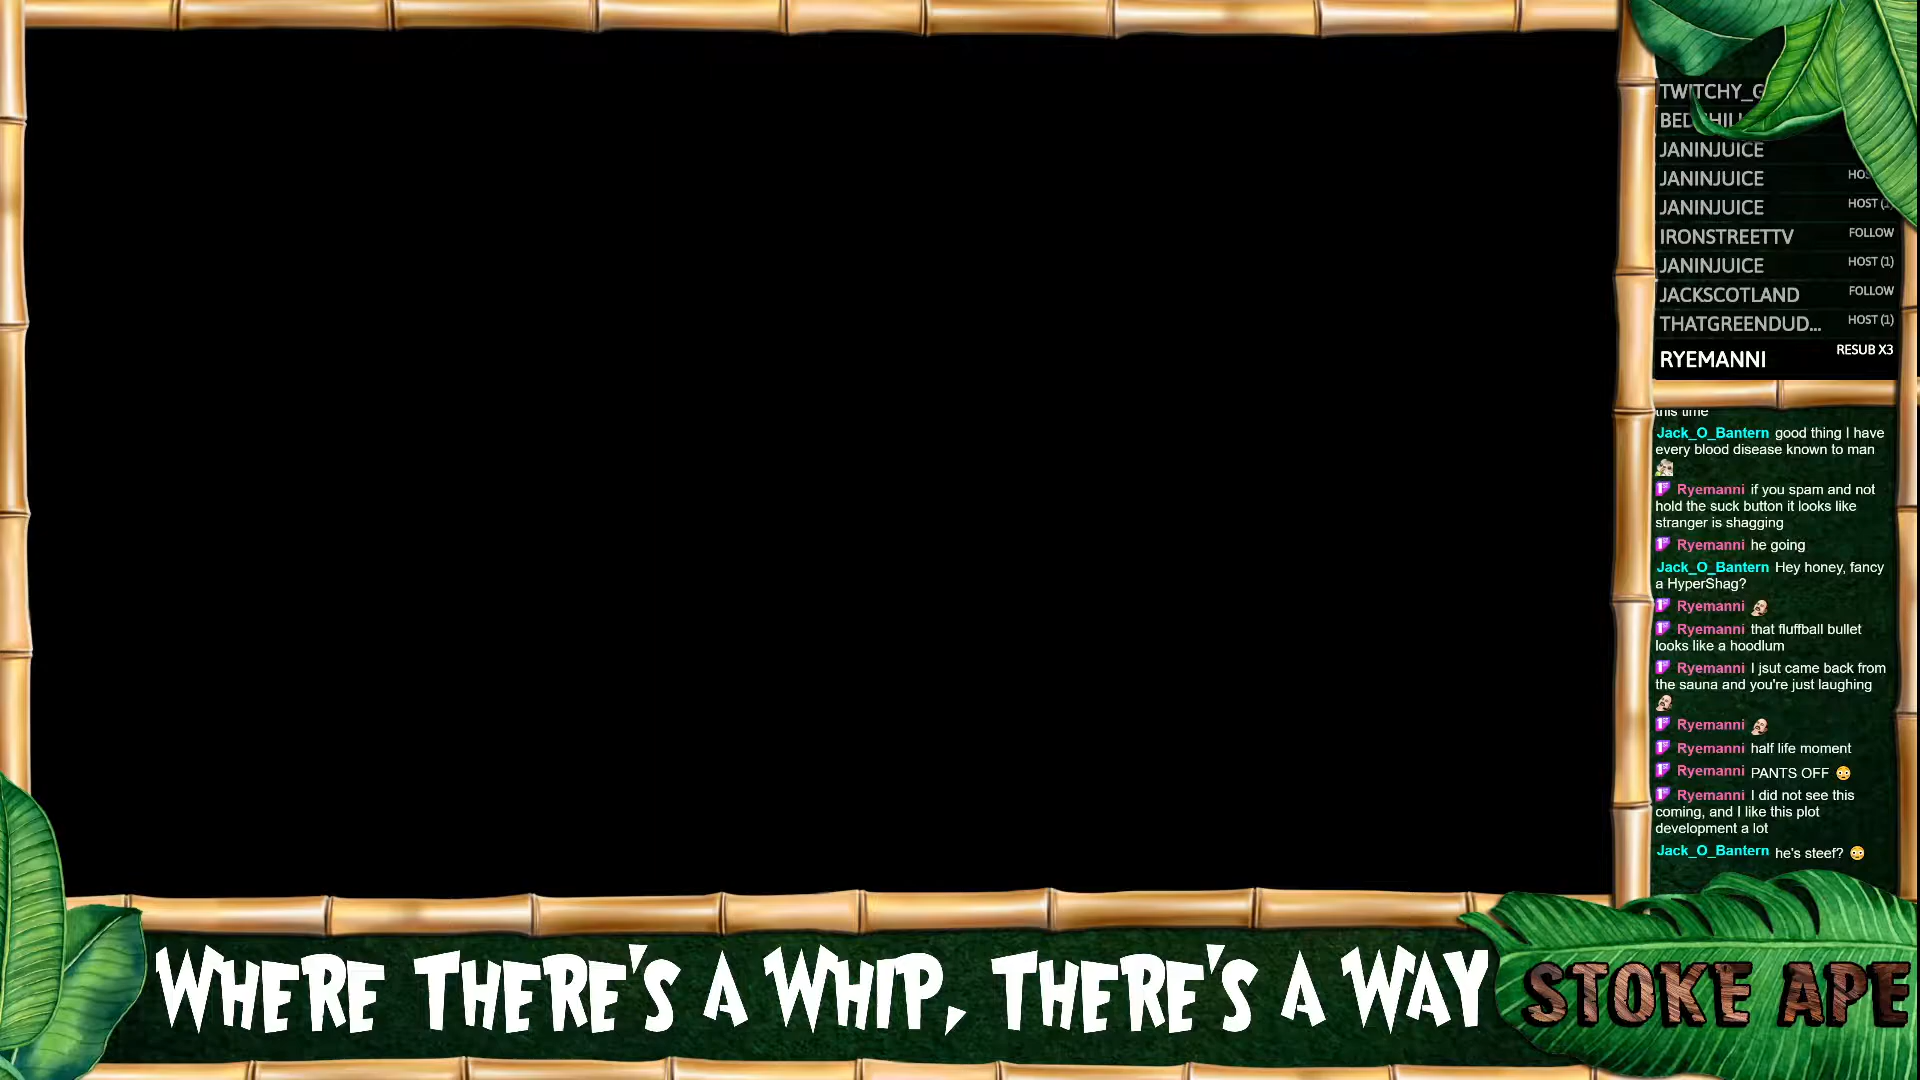 JANINJUICE
JANINJUICE
JANINJUICE HOST
IRONSTREETTV FOLLOW
JANINJUICE HOST (1)
JACKSCOTLAND FOLLOW
THATGREENDUD... HOST (1)
RYEMANNI RESUB X3
this time
Jack_O_Bantern good thing I have
every blood disease known to man
Ryemanni if you spam and not
hold the suck button it looks like
stranger is shagging
Ryemanni he going
Jack_O_Bantern Hey honey, fancy
a HyperShag?
Ryemanni
Ryemanni that fluffball bullet
looks like a hoodlum
Ryemanni I jsut came back from
the sauna and you're just laughing
Ryemanni
Ryemanni half life moment
Ryemanni PANTS OFF 😳
Ryemanni I did not see this
coming, and I like this plot
development a lot
Jack_O_Bantern he's steef? 😳
WHERE THERE'S A WHIP, THERE'S A WAY
STOKE APE